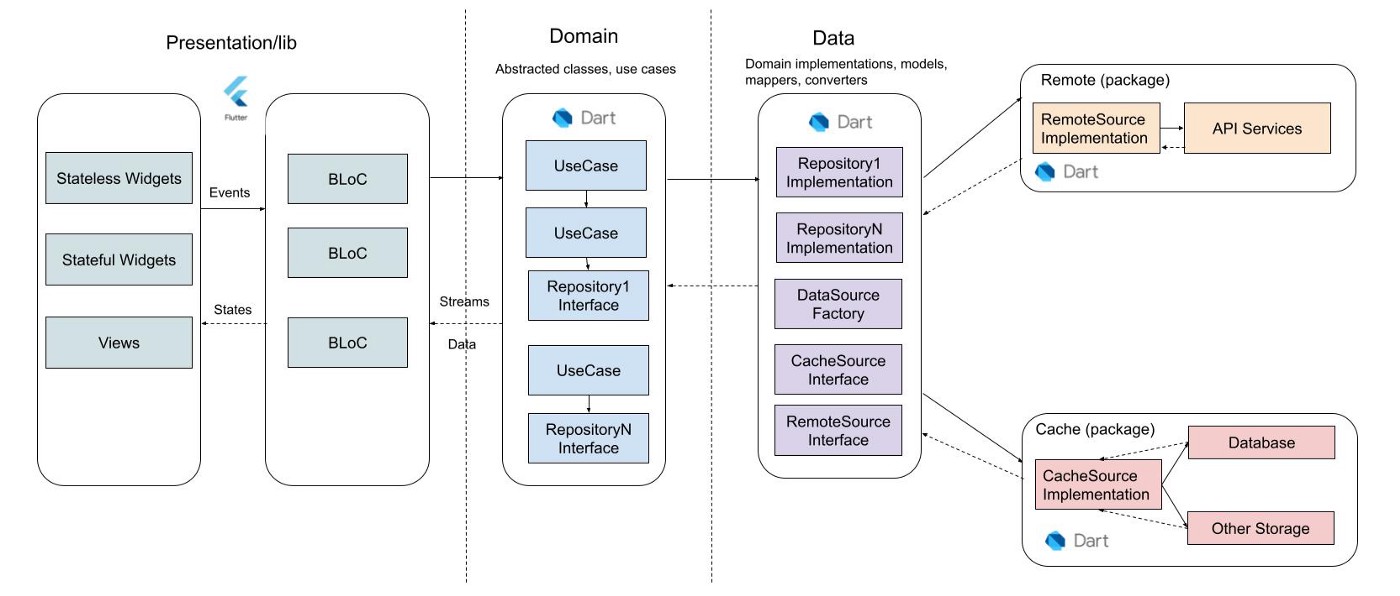 Presentation/lib
Flutter
Stateless Widgets
Stateful Widgets
Views
Events
States
BLoC
BLoC
BLoC
Streams
Data
Domain
Abstracted classes, use cases
Dart
UseCase
UseCase
Repository1
Interface
UseCase
RepositoryN
Interface
Data
Domain implementations, models,
mappers, converters
Dart
Repository1
Implementation
RepositoryN
Implementation
DataSource
Factory
CacheSource
Interface
RemoteSource
Interface
Remote (package)
RemoteSource
Implementation
API Services
Dart
Cache (package)
CacheSource
Implementation
Database
Other Storage
Dart